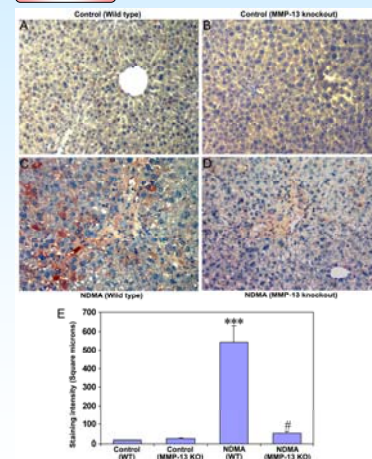 Control (Wild type) Control (MMP-13 knockout)
A B
C D
NDMA (Wild type) NDMA (MMP-13 knockout)
E
Staining intensity (Square microns)
700
600
500
400
300
200
100
0
***
#
Control (WT) Control (MMP-13 KO) NDMA (WT) NDMA (MMP-13 KO)